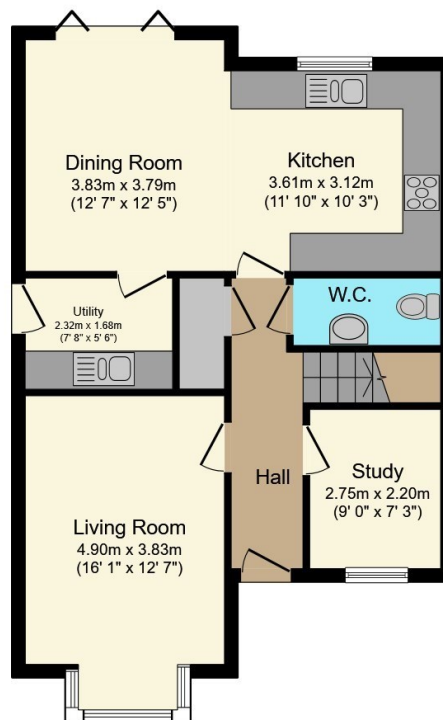 Dining Room
3.83m x 3.79m
(12' 7" x 12' 5")
Kitchen
3.61m x 3.12m
(11' 10" x 10' 3")
Utility
2.32m x 1.68m
(7' 8" x 5' 6")
W.C.
Hall
Study
2.75m x 2.20m
(9' 0" x 7' 3")
Living Room
4.90m x 3.83m
(16' 1" x 12' 7")